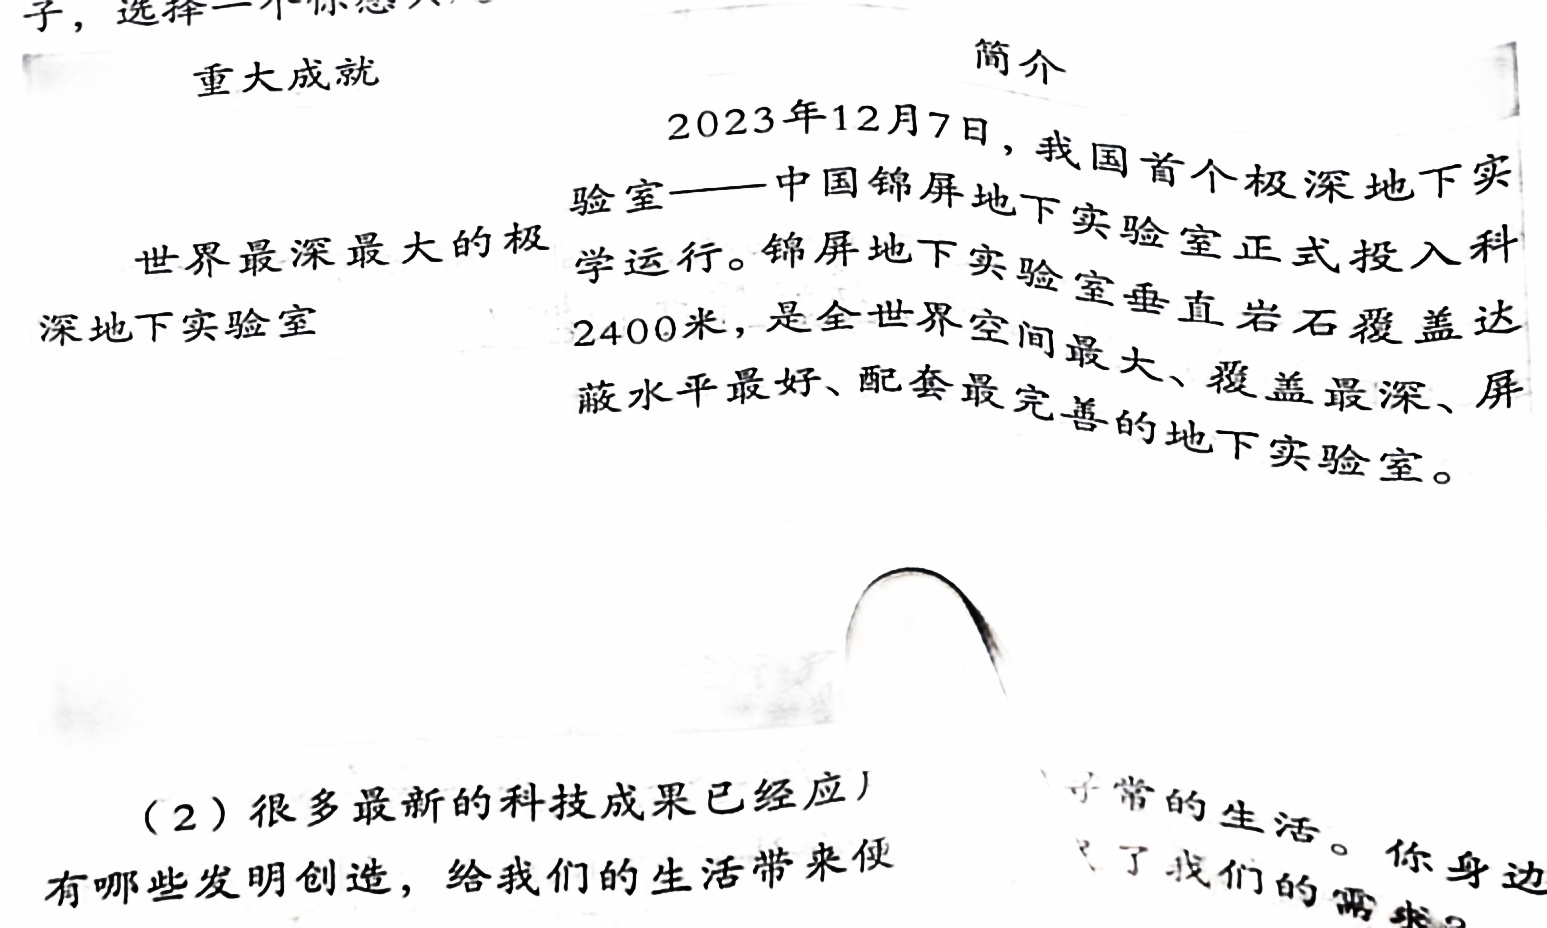 子，选择一个你感
重大成就
简介
2023年12月7日，我国首个极深地下实
验室——中国锦屏地下实验室正式投入科
学运行。锦屏地下实验室垂直岩石覆盖达
2400米，是全世界空间最大、覆盖最深、屏
蔽水平最好、配套最完善的地下实验室。
世界最深最大的极
深地下实验室
（2）很多最新的科技成果已经应
常的生活。你身边
有哪些发明创造，给我们的生活带来便
了我们的需求？